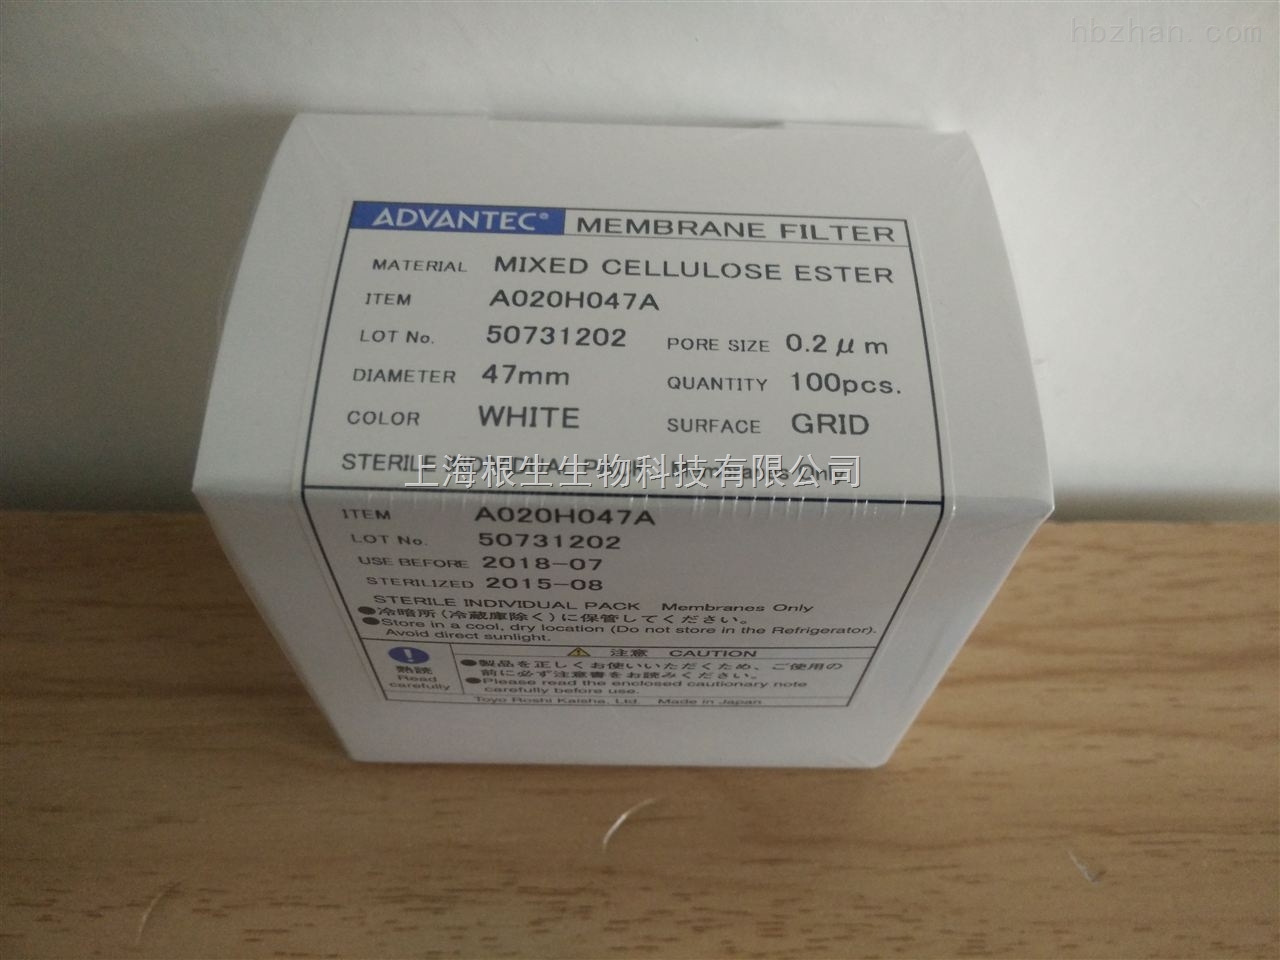 hbzhan.com
ADVANTEC® MEMBRANE FILTER
MATERIAL MIXED CELLULOSE ESTER
ITEM A020H047A
LOT No. 50731202 PORE SIZE 0.2μm
DIAMETER 47mm QUANTITY 100pcs.
COLOR WHITE SURFACE GRID
STERILE INDIVIDUAL PACK Membranes Only
上海根生生物科技有限公司
ITEM A020H047A
LOT No. 50731202
USE BEFORE 2018-07
STERILIZED 2015-08
STERILE INDIVIDUAL PACK Membranes Only
●冷暗所(冷蔵庫除く)に保管してください。
●Store in a cool, dry location (Do not store in the Refrigerator).
Avoid direct sunlight.
熟読
Read
carefully
注意 CAUTION
●製品を正しくお使いいただくため、ご使用の
前に必ず注意書をお読みください。
●Please read the enclosed cautionary note
carefully before use.
Toyo Roshi Kaisha, Ltd. Made in Japan